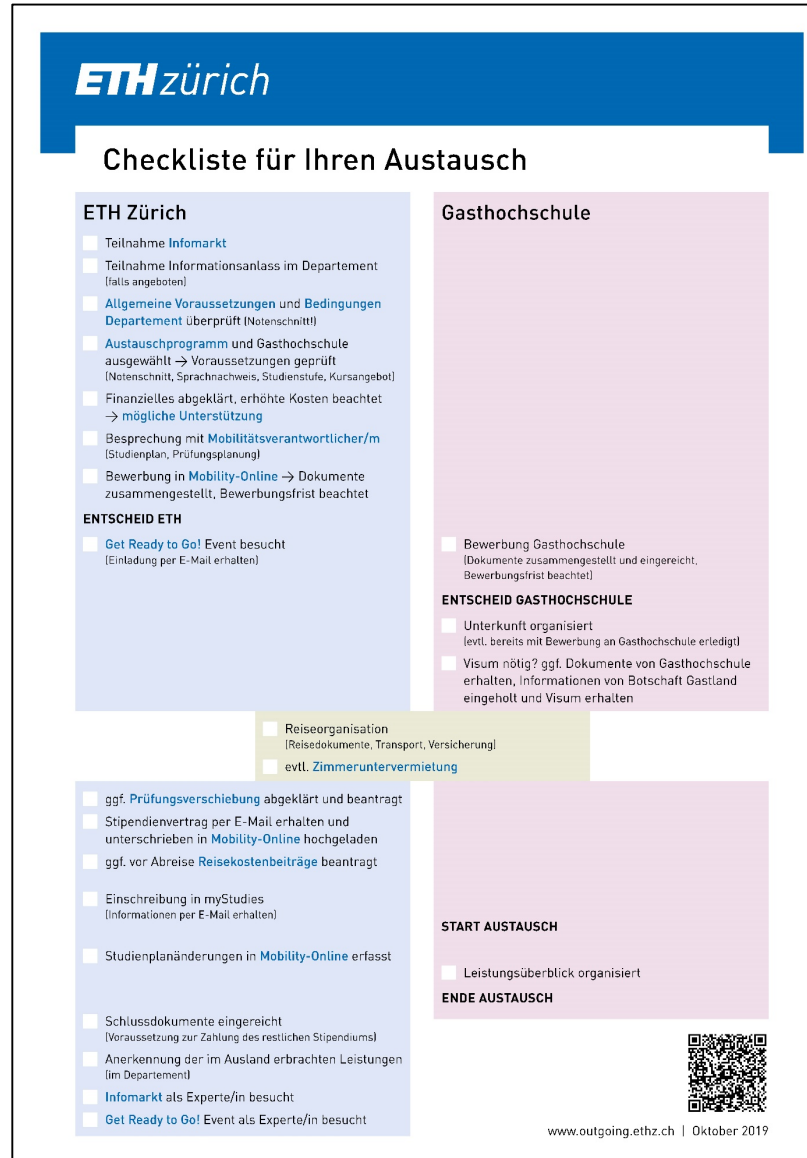 ETH zürich
Checkliste für Ihren Austausch
ETH Zürich
Teilnahme Infomarkt
Teilnahme Informationsanlass im Departement
(falls angeboten)
Allgemeine Voraussetzungen und Bedingungen
Departement überprüft (Notenschnitt!)
Austauschprogramm und Gasthochschule
ausgewählt → Voraussetzungen geprüft
(Notenschnitt, Sprachnachweis, Studienstufe, Kursangebot)
Finanzielles abgeklärt, erhöhte Kosten beachtet
→ mögliche Unterstützung
Besprechung mit Mobilitätsverantwortlicher/m
(Studienplan, Prüfungsplanung)
Bewerbung in Mobility-Online → Dokumente
zusammengestellt, Bewerbungsfrist beachtet
ENTSCHEID ETH
Get Ready to Go! Event besucht
(Einladung per E-Mail erhalten)
Gasthochschule
Bewerbung Gasthochschule
(Dokumente zusammengestellt und eingereicht,
Bewerbungsfrist beachtet)
ENTSCHEID GASTHOCHSCHULE
Unterkunft organisiert
(evtl. bereits mit Bewerbung an Gasthochschule erledigt)
Visum nötig? ggf. Dokumente von Gasthochschule
erhalten, Informationen von Botschaft Gastland
eingeholt und Visum erhalten
Reiseorganisation
(Reisedokumente, Transport, Versicherung)
evtl. Zimmeruntervermietung
ggf. Prüfungsverschiebung abgeklärt und beantragt
Stipendienvertrag per E-Mail erhalten und
unterschrieben in Mobility-Online hochgeladen
ggf. vor Abreise Reisekostenbeiträge beantragt
Einschreibung in myStudies
(Informationen per E-Mail erhalten)
Studienplanänderungen in Mobility-Online erfasst
Schlussdokumente eingereicht
(Voraussetzung zur Zahlung des restlichen Stipendiums)
Anerkennung der im Ausland erbrachten Leistungen
(im Departement)
Infomarkt als Experte/in besucht
Get Ready to Go! Event als Experte/in besucht
START AUSTAUSCH
Leistungsüberblick organisiert
ENDE AUSTAUSCH
www.outgoing.ethz.ch | Oktober 2019